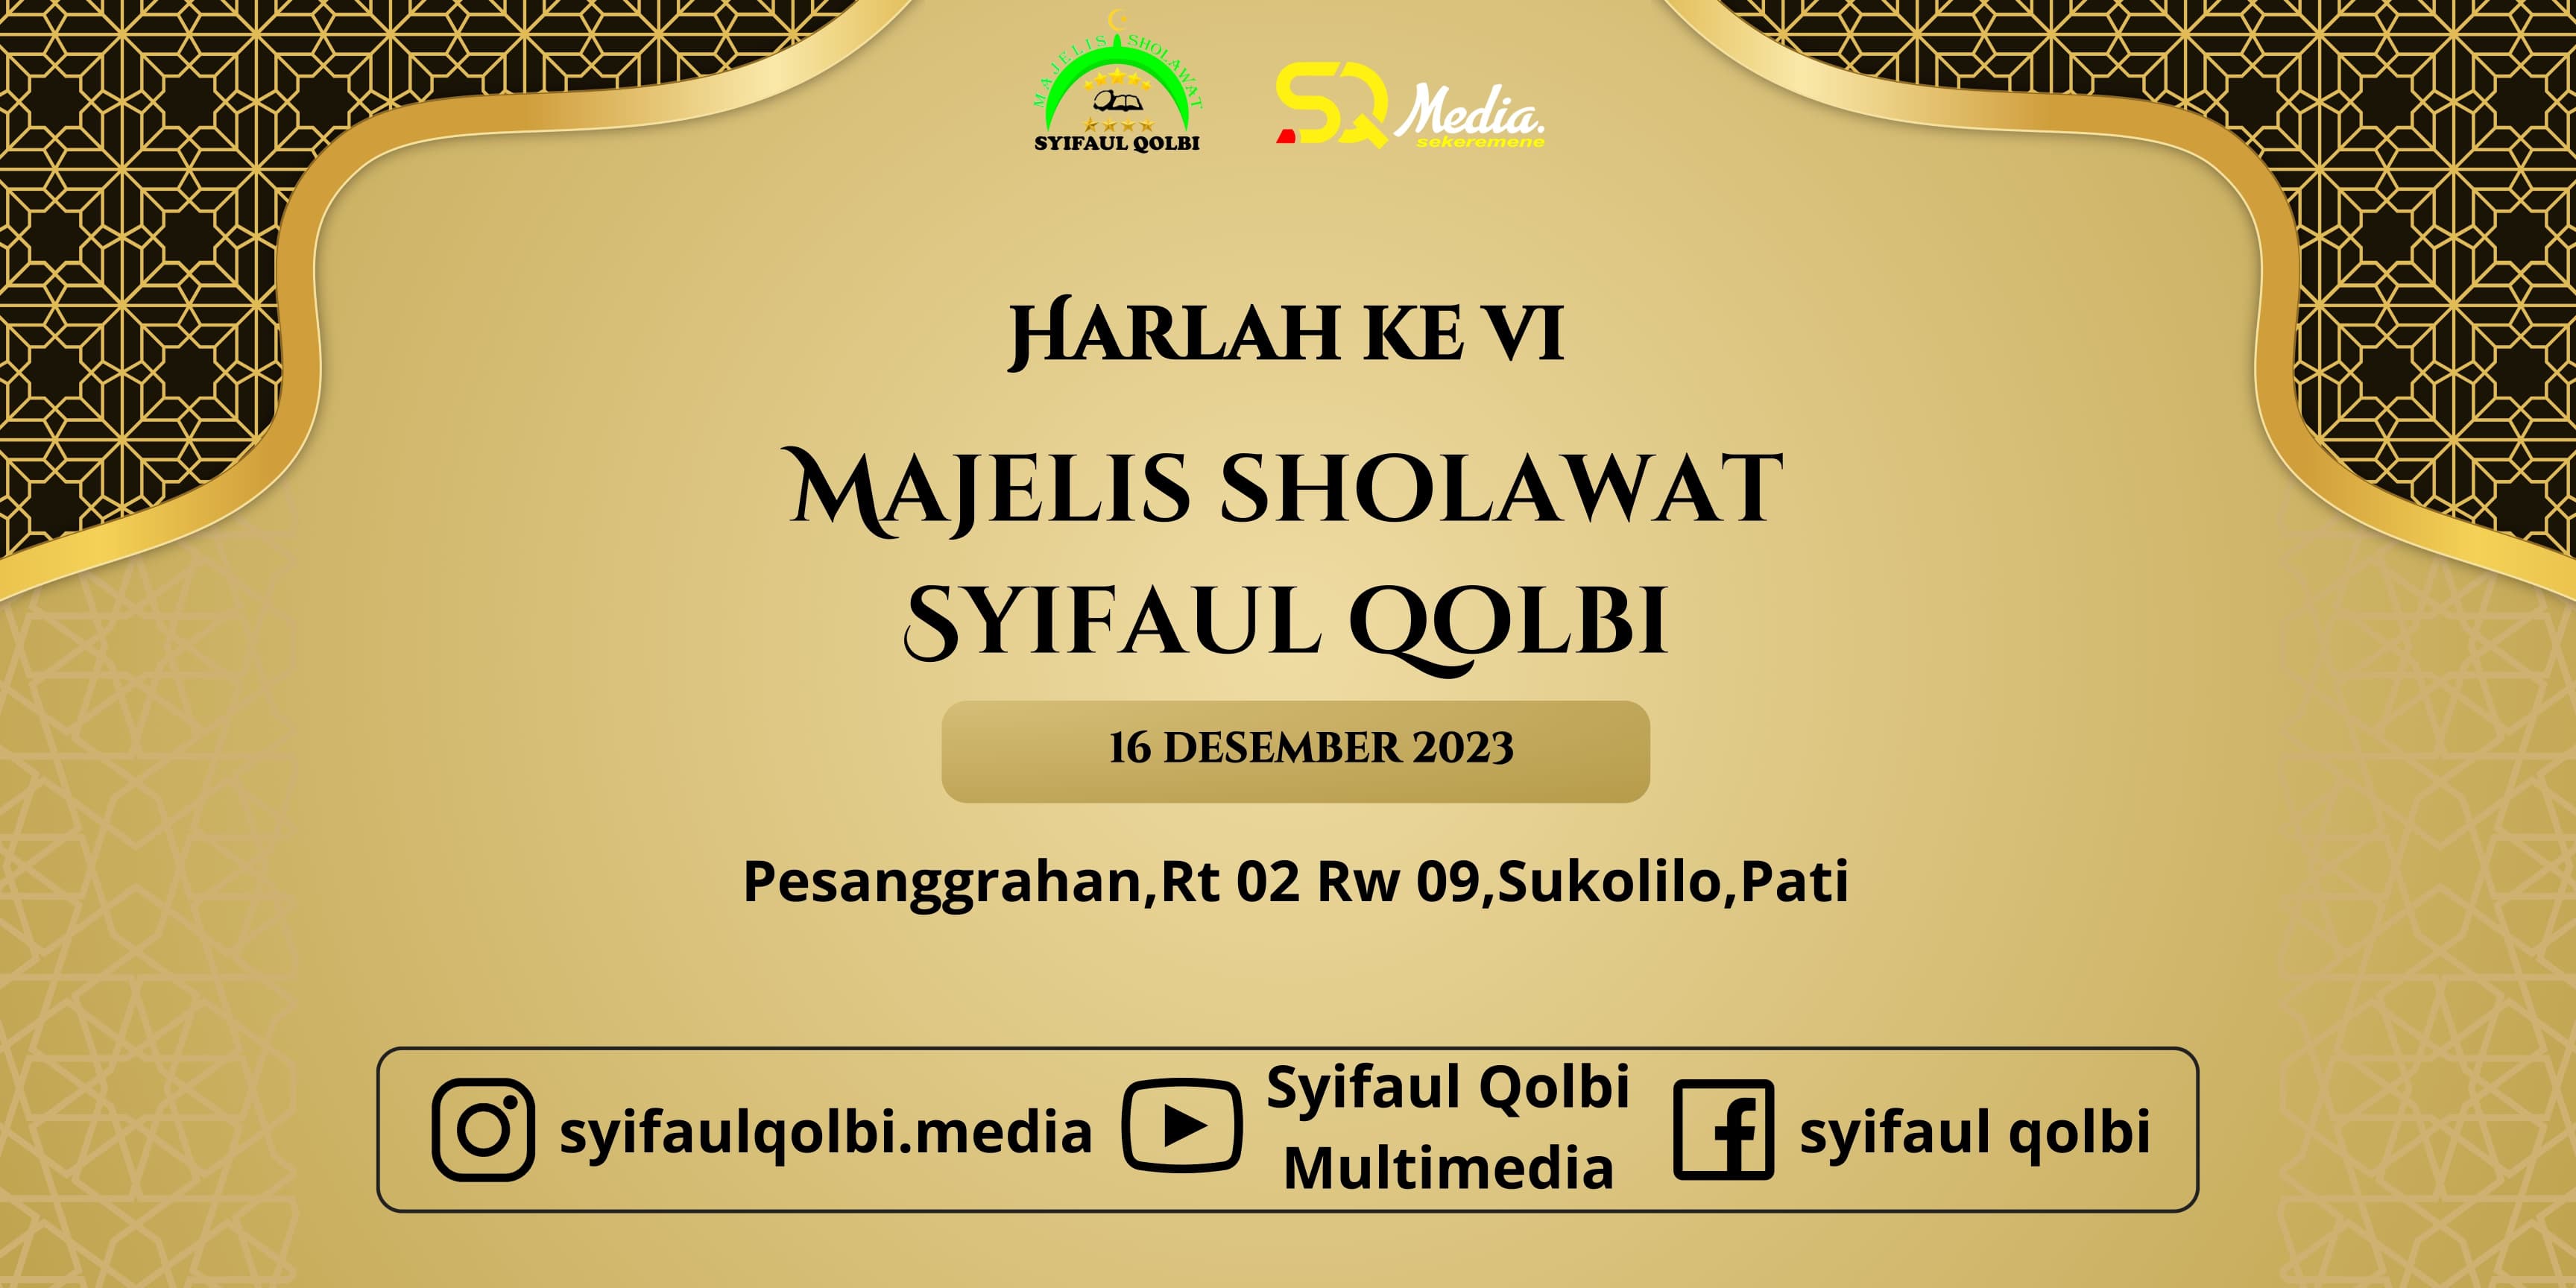 MAJELIS SHOLAWAT
SYIFAUL QOLBI
SQ Media.
sekeremene
HARLAH KE VI
MAJELIS SHOLAWAT
SYIFAUL QOLBI
16 DESEMBER 2023
Pesanggrahan,Rt 02 Rw 09,Sukolilo,Pati
syifaulqolbi.media
Syifaul Qolbi
Multimedia
syifaul qolbi